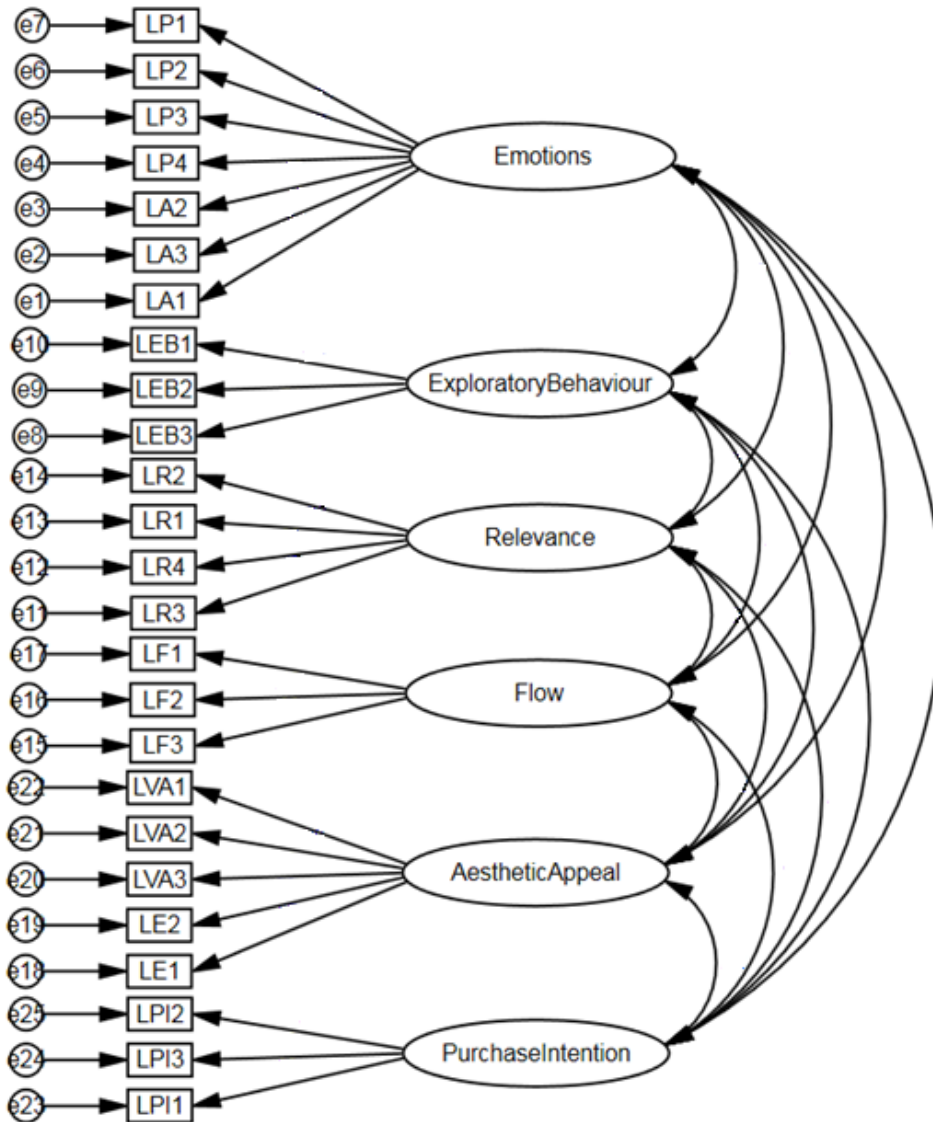 e7 LP1
e6 LP2
e5 LP3
Emotions
e4 LP4
e3 LA2
e2 LA3
e1 LA1
e10 LEB1
ExploratoryBehaviour
e9 LEB2
e8 LEB3
e14 LR2
e13 LR1
Relevance
e12 LR4
e11 LR3
e17 LF1
e16 LF2
Flow
e15 LF3
e22 LVA1
e21 LVA2
e20 LVA3
AestheticAppeal
e19 LE2
e18 LE1
e25 LPI2
e24 LPI3
PurchaseIntention
e23 LPI1